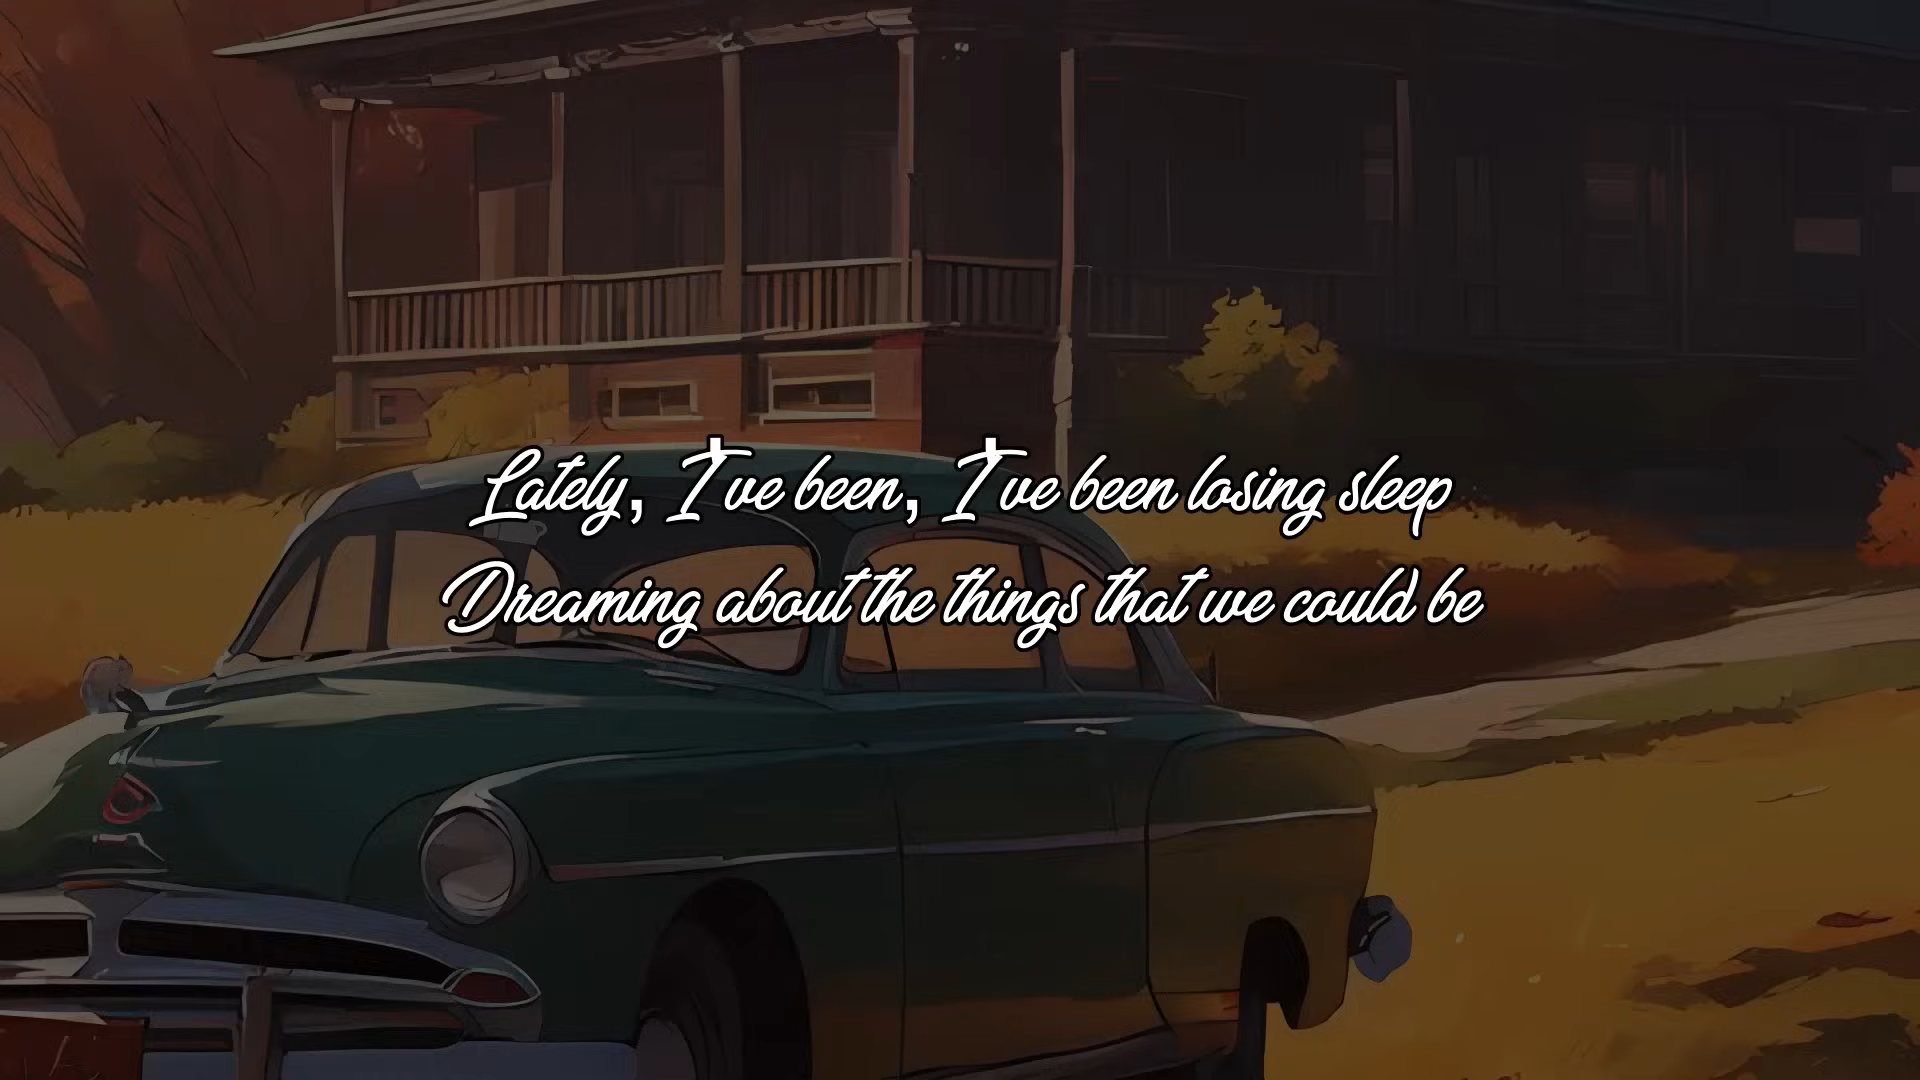 Lately, I've been, I've been losing sleep
Dreaming about the things that we could be